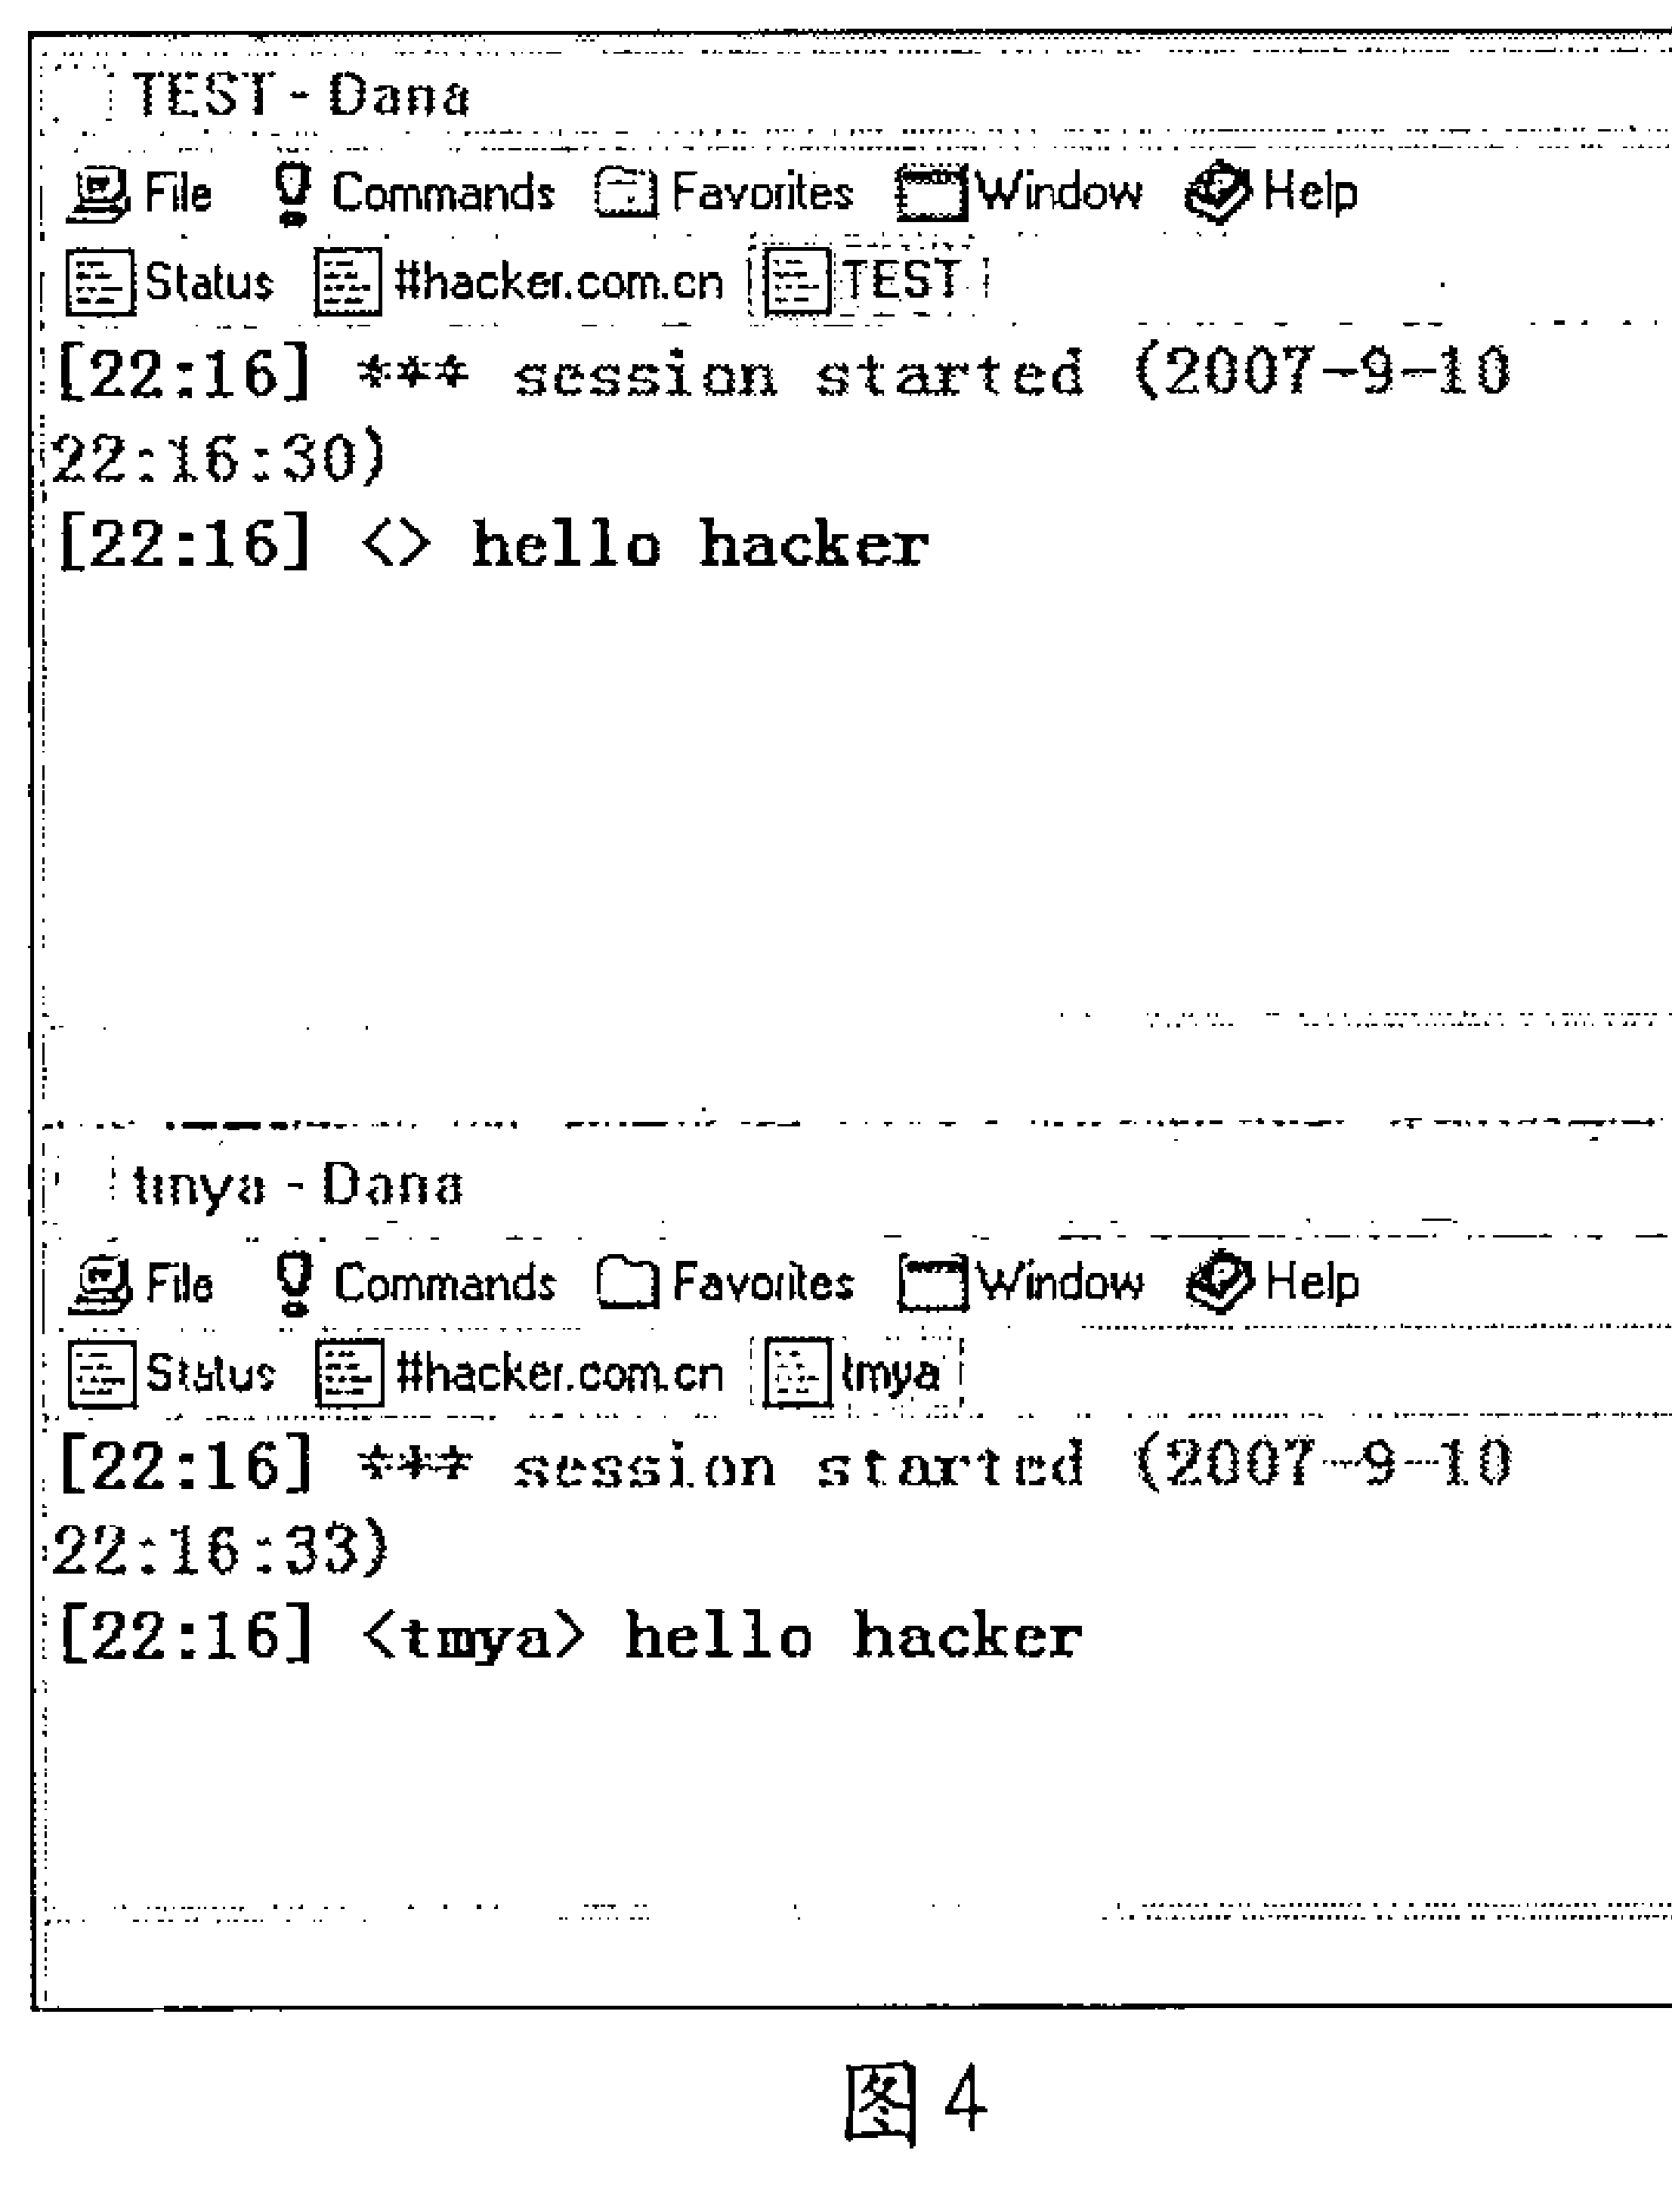 TEST - Dana
File Commands Favorites Window Help
Status #hacker.com.cn TEST
[22:16] *** session started (2007-9-10
22:16:30)
[22:16] <> hello hacker
tmya - Dana
File Commands Favorites Window Help
Status #hacker.com.cn tmya
[22:16] *** session started (2007-9-10
22:16:33)
[22:16] <tmya> hello hacker
图 4